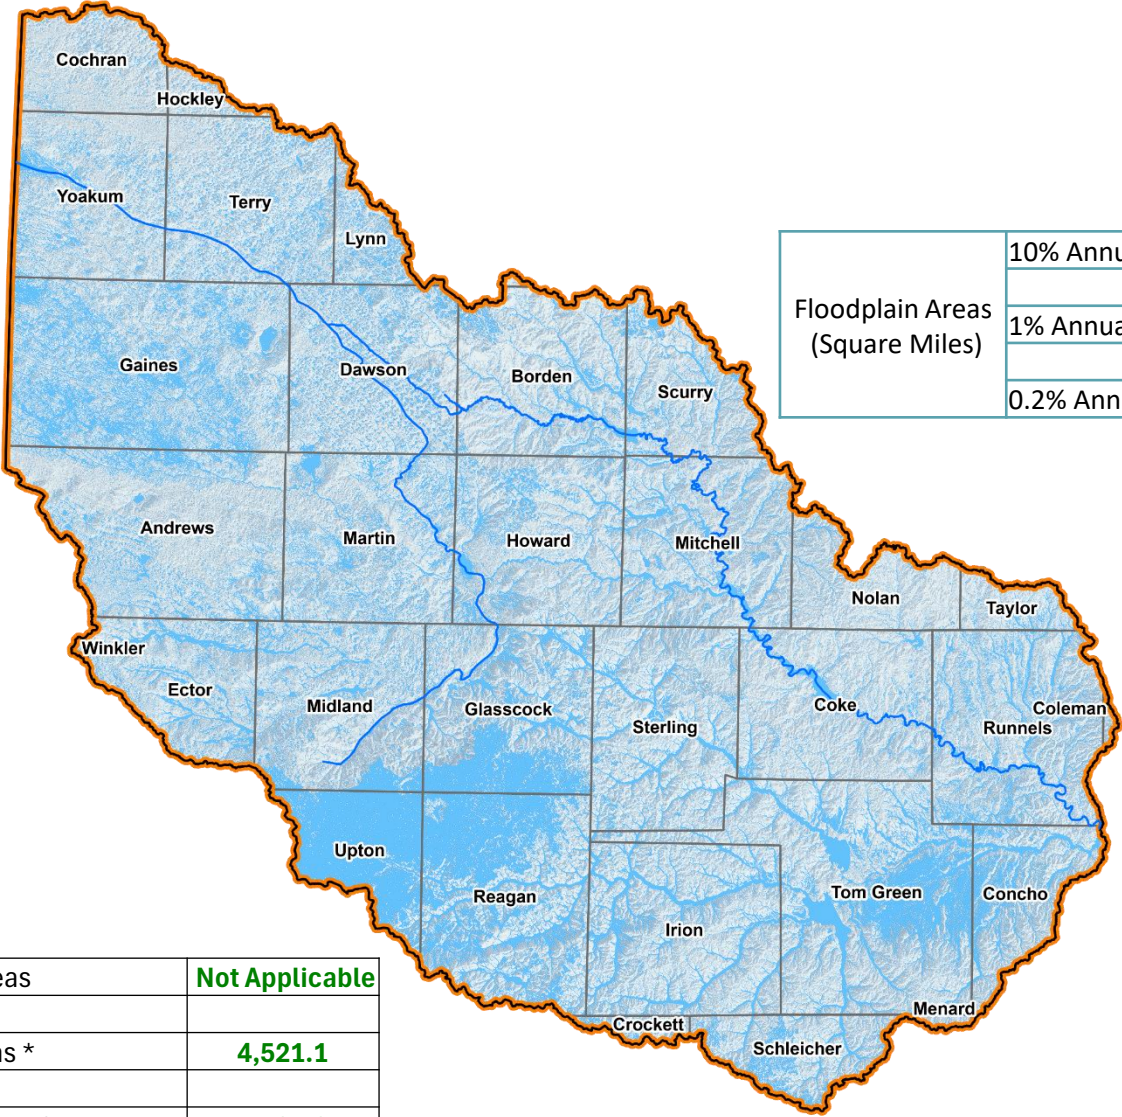 Cochran
Hockley
Yoakum
Terry
Lynn
10% Annu
Floodplain Areas
(Square Miles)
1% Annua
0.2% Ann
Gaines
Dawson
Borden
Scurry
Andrews
Martin
Howard
Mitchell
Nolan
Taylor
Winkler
Ector
Midland
Glasscock
Sterling
Coke
Coleman
Runnels
Upton
Reagan
Irion
Tom Green
Concho
eas
Not Applicable
ns *
4,521.1
Crockett
Menard
Schleicher